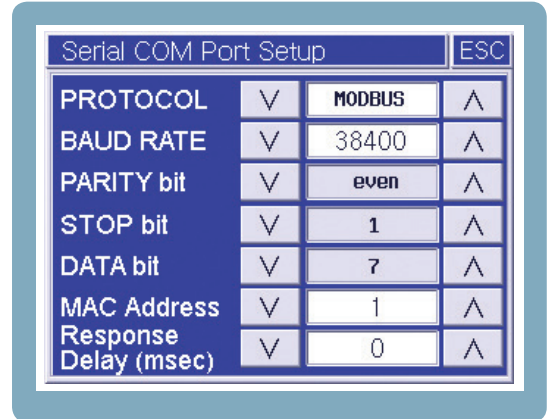 Serial COM Port Setup ESC
PROTOCOL V MODBUS Λ
BAUD RATE V 38400 Λ
PARITY bit V even Λ
STOP bit V 1 Λ
DATA bit V 7 Λ
MAC Address V 1 Λ
Response
Delay (msec) V 0 Λ